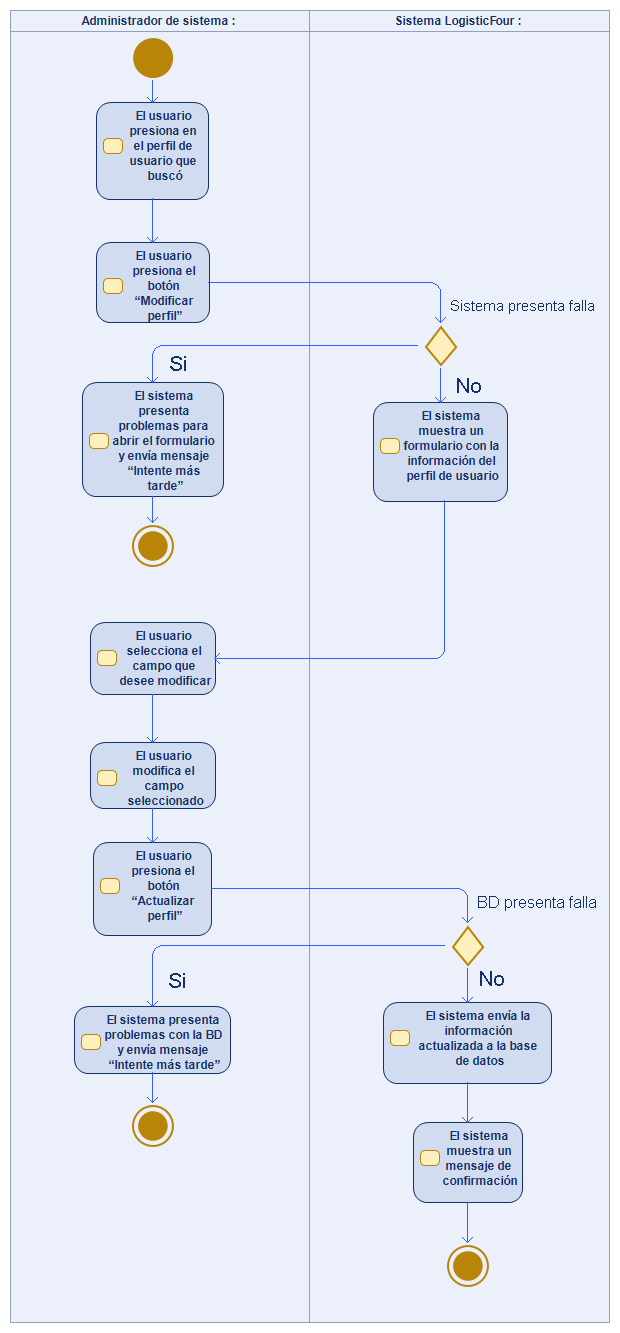 Administrador de sistema :
Sistema LogisticFour :
El usuario
presiona en
el perfil de
usuario que
buscó
El usuario
presiona el
botón
“Modificar
perfil”
Sistema presenta falla
Si
No
El sistema
presenta
problemas para
abrir el formulario
y envía mensaje
“Intente más
tarde”
El sistema
muestra un
formulario con la
información del
perfil de usuario
El usuario
selecciona el
campo que
desee modificar
El usuario
modifica el
campo
seleccionado
El usuario
presiona el
botón
“Actualizar
perfil”
BD presenta falla
Si
No
El sistema presenta
problemas con la BD
y envía mensaje
“Intente más tarde”
El sistema envía la
información
actualizada a la base
de datos
El sistema
muestra un
mensaje de
confirmación